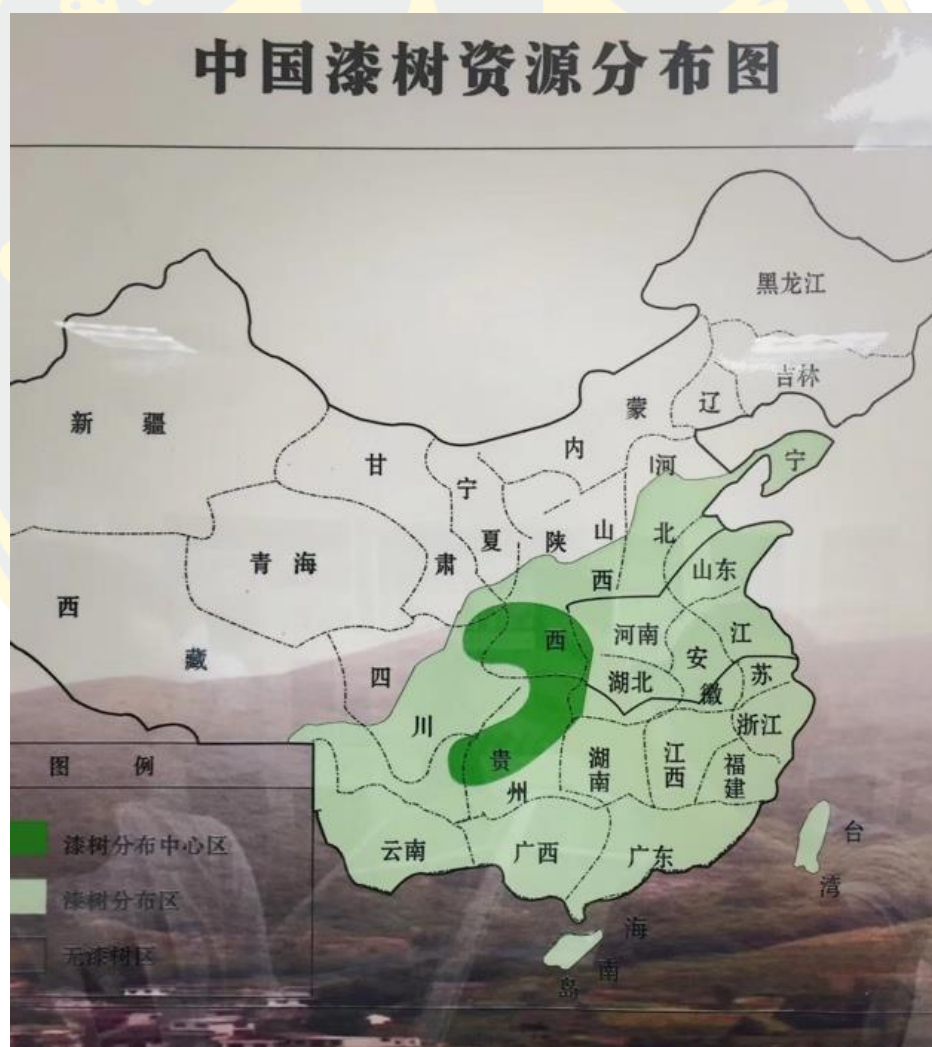 中国漆树资源分布图
黑龙江
吉林
辽
宁
蒙
内
新 疆
甘
肃
宁
夏
河
北
山
西
陕
西
青 海
山东
西
藏
四
川
河南
湖北
江
苏
安
徽
浙江
贵
州
湖南
江西
福建
云南
广西
广东
台
湾
海
南
岛
图 例
漆树分布中心区
漆树分布区
无漆树区